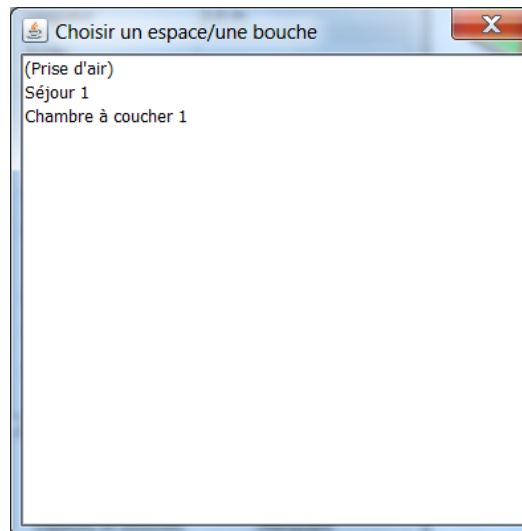 Choisir un espace/une bouche
(Prise d'air)
Séjour 1
Chambre à coucher 1